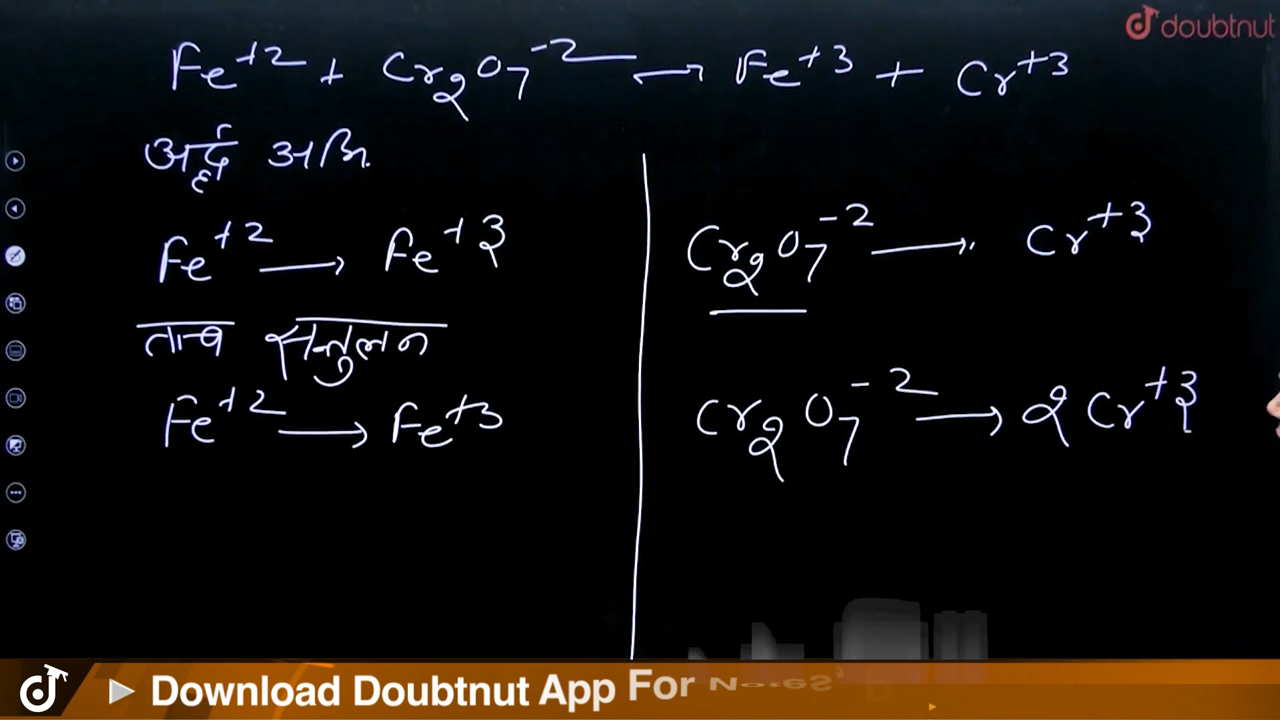 doubtnut
Fe⁺² + Cr₂O₇⁻² → Fe⁺³ + Cr⁺³
अर्द्ध अभि.
Fe⁺² → Fe⁺³
Cr₂O₇⁻² → Cr⁺³
तत्व सन्तुलन
Fe⁺² → Fe⁺³
Cr₂O₇⁻² → 2Cr⁺³
Download Doubtnut App For Notes